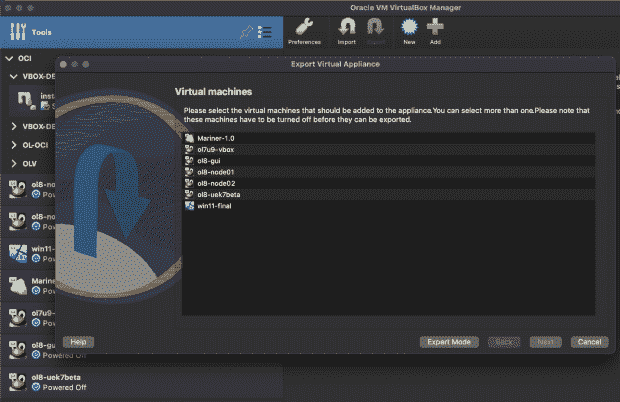 Oracle VM VirtualBox Manager
Tools
Preferences
Import
Export
New
Add
OCI
VBOX-DE
inst
VBOX-DE
OL-OCI
OLV
ol8-no
Pow
ol8-no
Pow
win11-
Pow
Marine
Pow
ol7u9-
Pow
ol8-gu
Powered Off
ol8-uek7beta
Powered Off
Export Virtual Appliance
Virtual machines
Please select the virtual machines that should be added to the appliance.You can select more than one.Please note that
these machines have to be turned off before they can be exported.
Mariner-1.0
ol7u9-vbox
ol8-gui
ol8-node01
ol8-node02
ol8-uek7beta
win11-final
Help
Expert Mode
Back
Next
Cancel